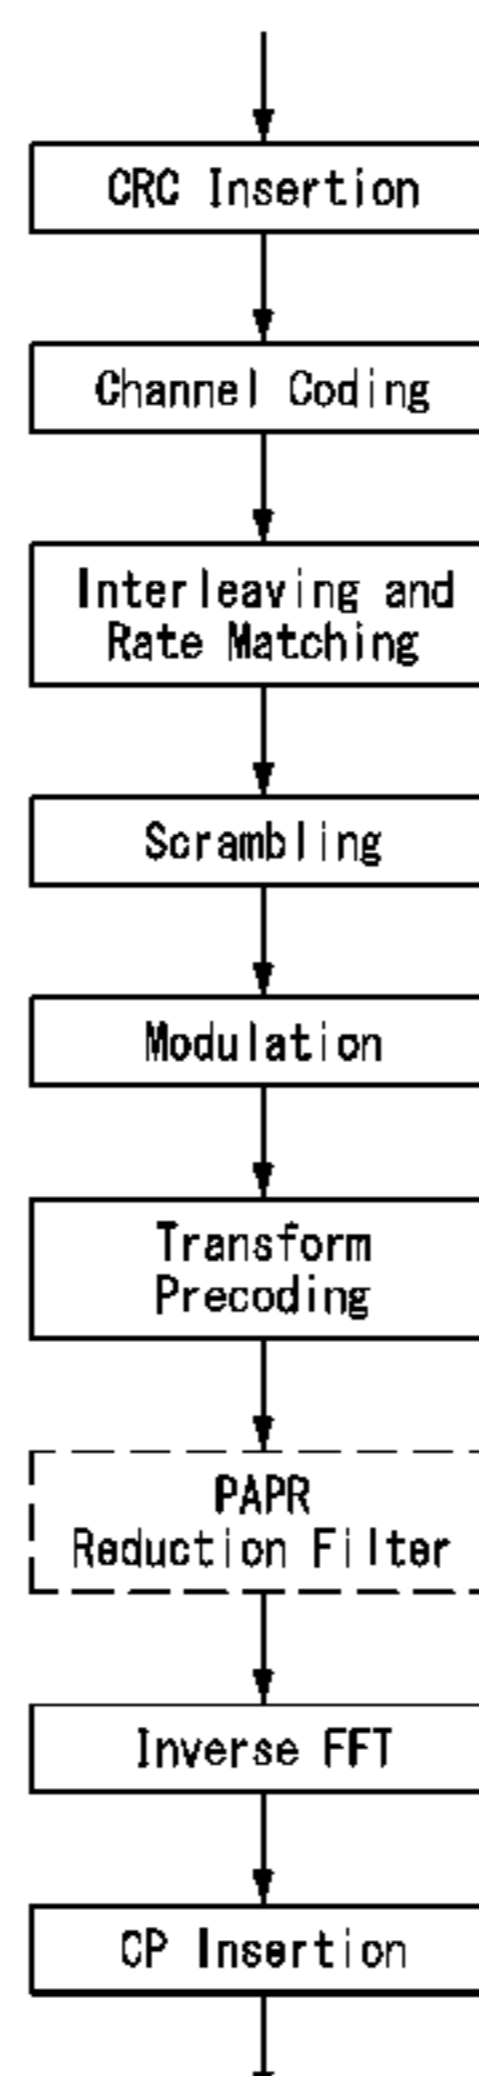 CRC Insertion
Channel Coding
Interleaving and
Rate Matching
Scrambling
Modulation
Transform
Precoding
PAPR
Reduction Filter
Inverse FFT
CP Insertion